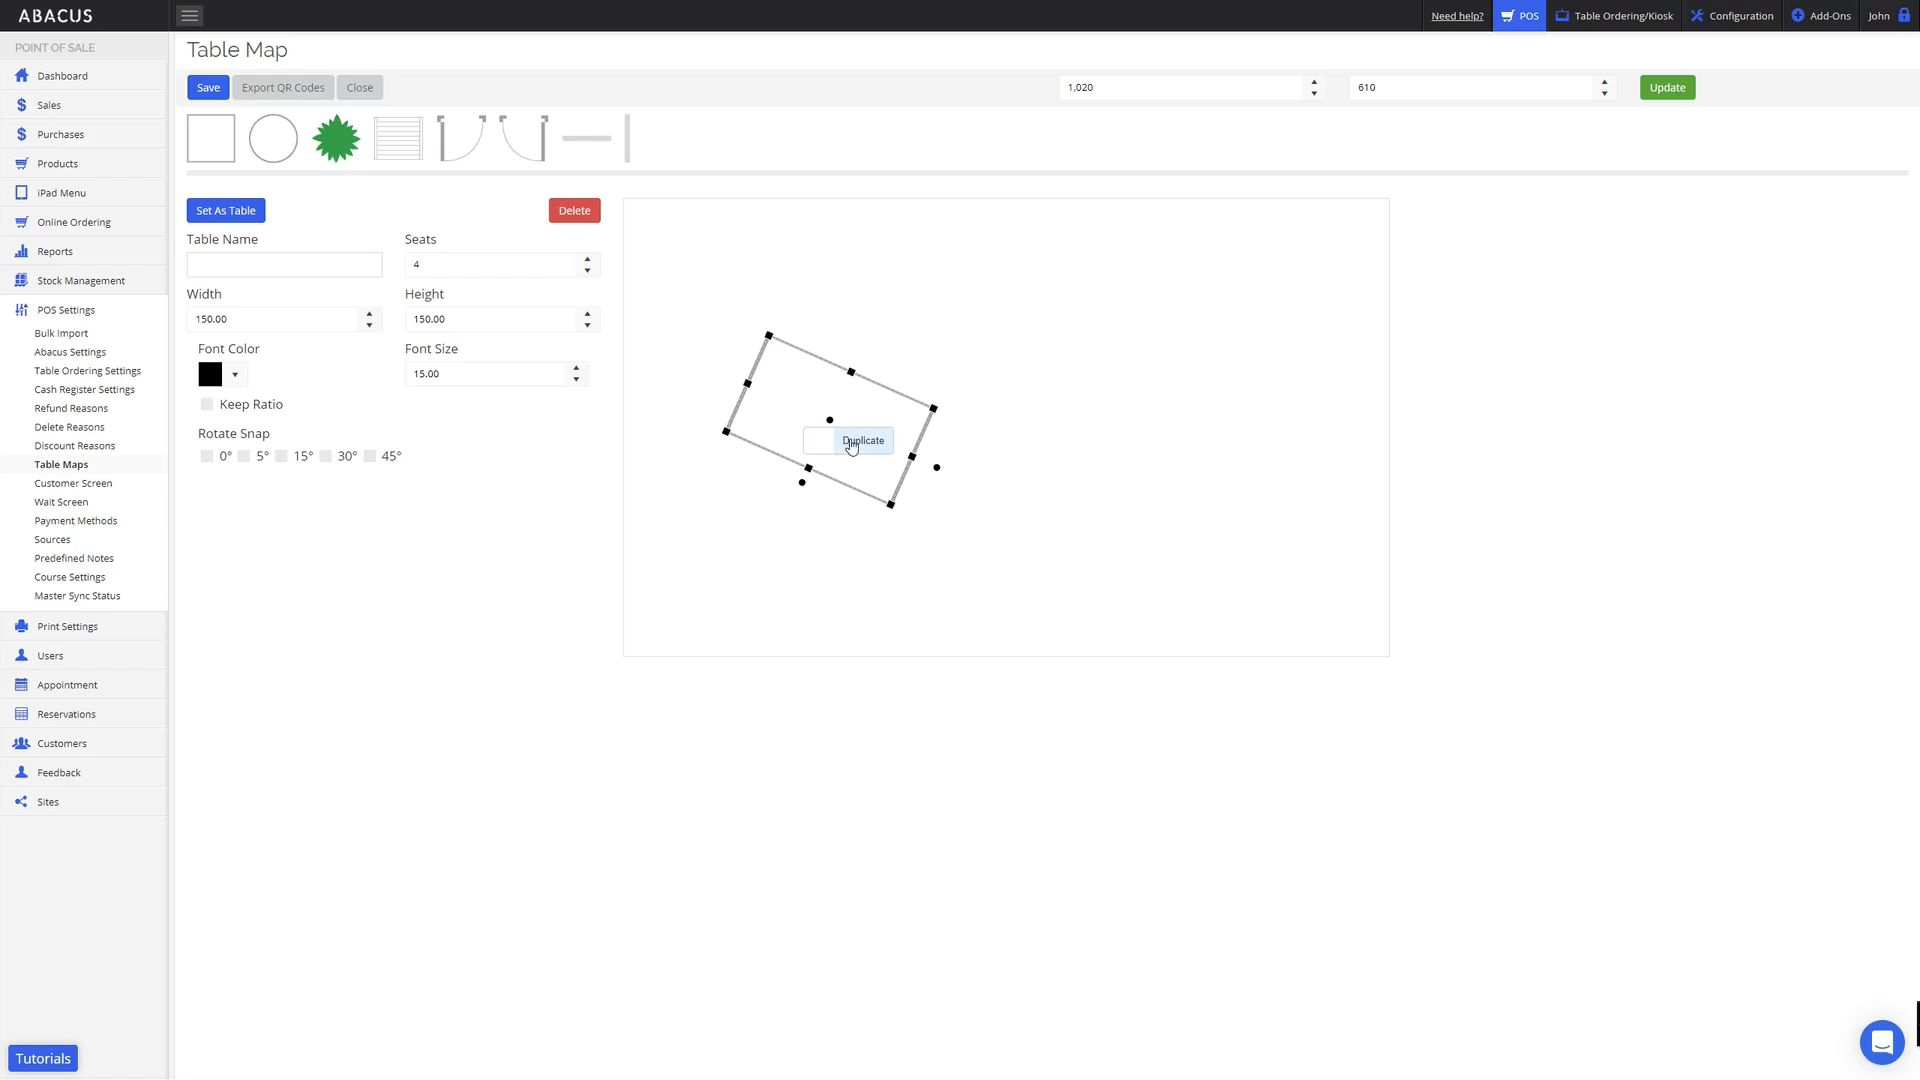 ABACUS
Need help?
POS
Table Ordering/Kiosk
Configuration
Add-Ons
John
POINT OF SALE
Dashboard
Sales
Purchases
Products
iPad Menu
Online Ordering
Reports
Stock Management
POS Settings
Bulk Import
Abacus Settings
Table Ordering Settings
Cash Register Settings
Refund Reasons
Delete Reasons
Discount Reasons
Table Maps
Customer Screen
Wait Screen
Payment Methods
Sources
Predefined Notes
Course Settings
Master Sync Status
Print Settings
Users
Appointment
Reservations
Customers
Feedback
Sites
Tutorials
Table Map
Save
Export QR Codes
Close
1,020
610
Update
Set As Table
Delete
Table Name
Seats
4
Width
Height
150.00
150.00
Font Color
Font Size
15.00
Keep Ratio
Rotate Snap
0° 5° 15° 30° 45°
Duplicate